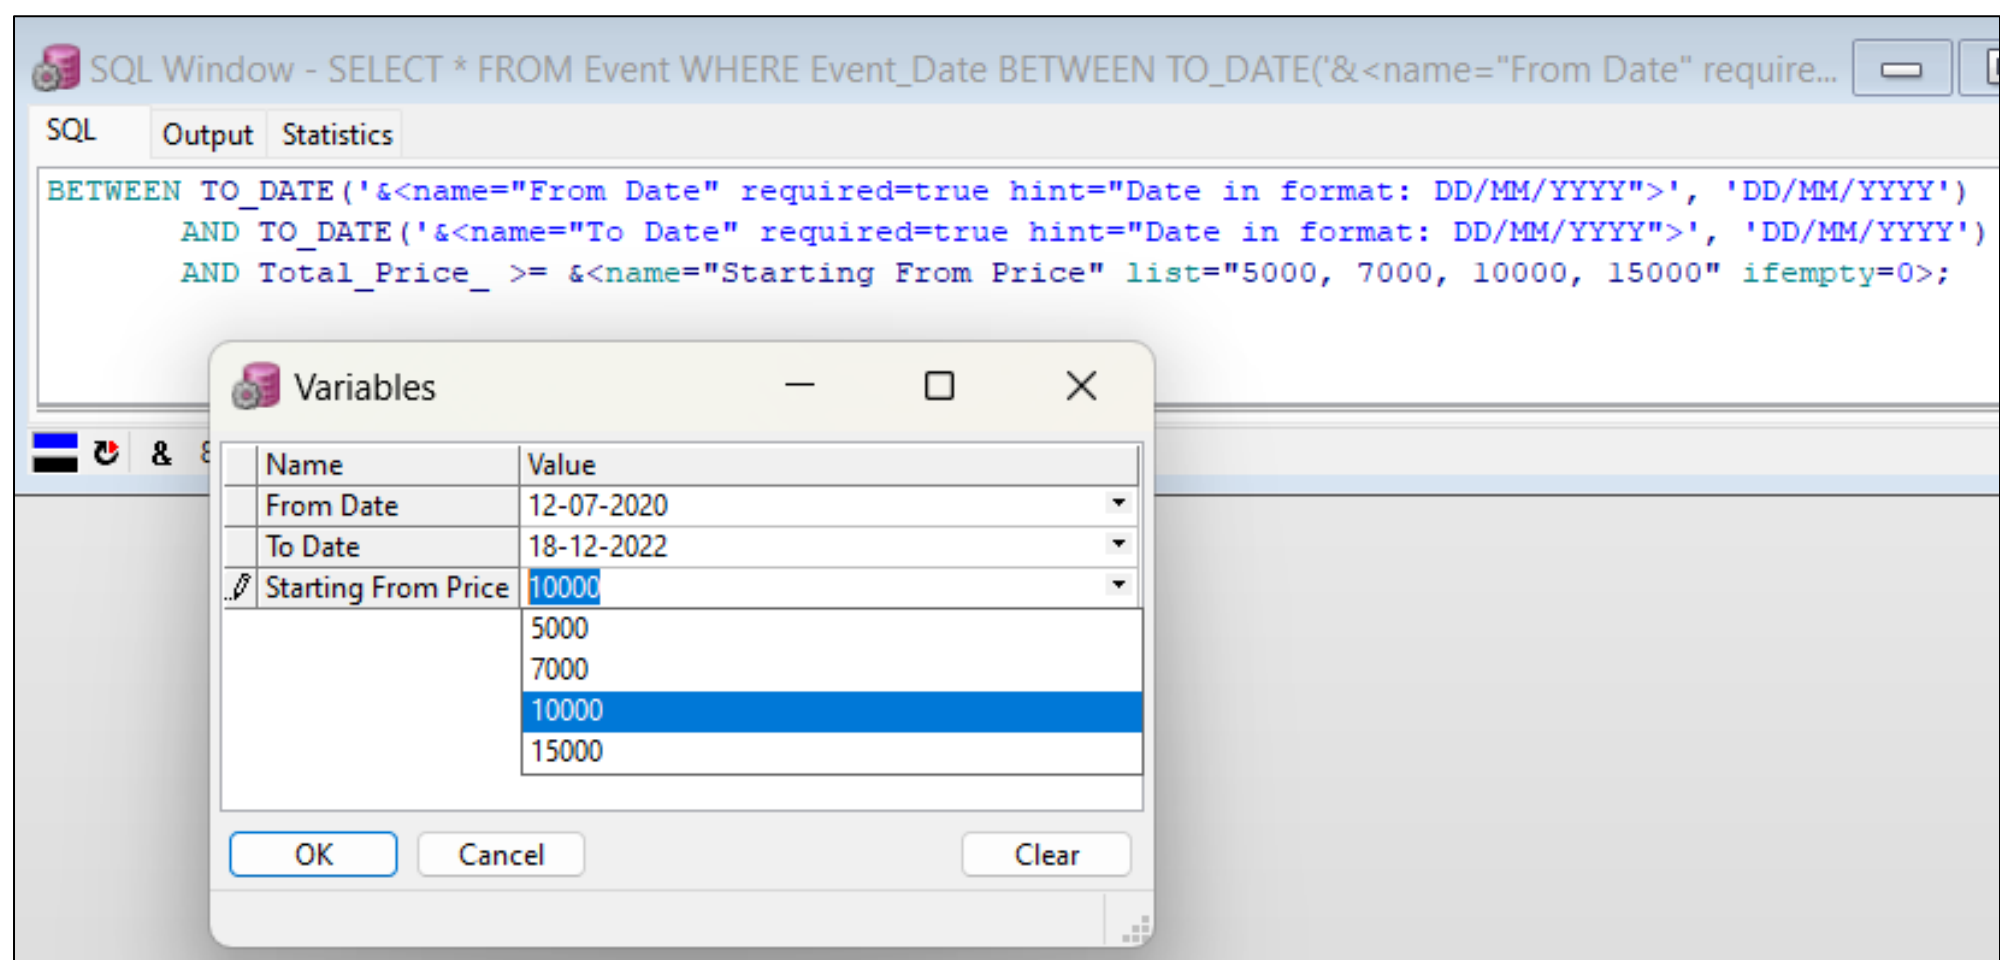 SQL Window - SELECT * FROM Event WHERE Event_Date BETWEEN TO_DATE('&<name="From Date" require...
SQL Output Statistics
BETWEEN TO_DATE('&<name="From Date" required=true hint="Date in format: DD/MM/YYYY">', 'DD/MM/YYYY')
AND TO_DATE('&<name="To Date" required=true hint="Date in format: DD/MM/YYYY">', 'DD/MM/YYYY')
AND Total_Price_ >= &<name="Starting From Price" list="5000, 7000, 10000, 15000" ifempty=0>;
Variables
&
Name Value
From Date 12-07-2020
To Date 18-12-2022
Starting From Price 10000
5000
7000
10000
15000
OK Cancel Clear